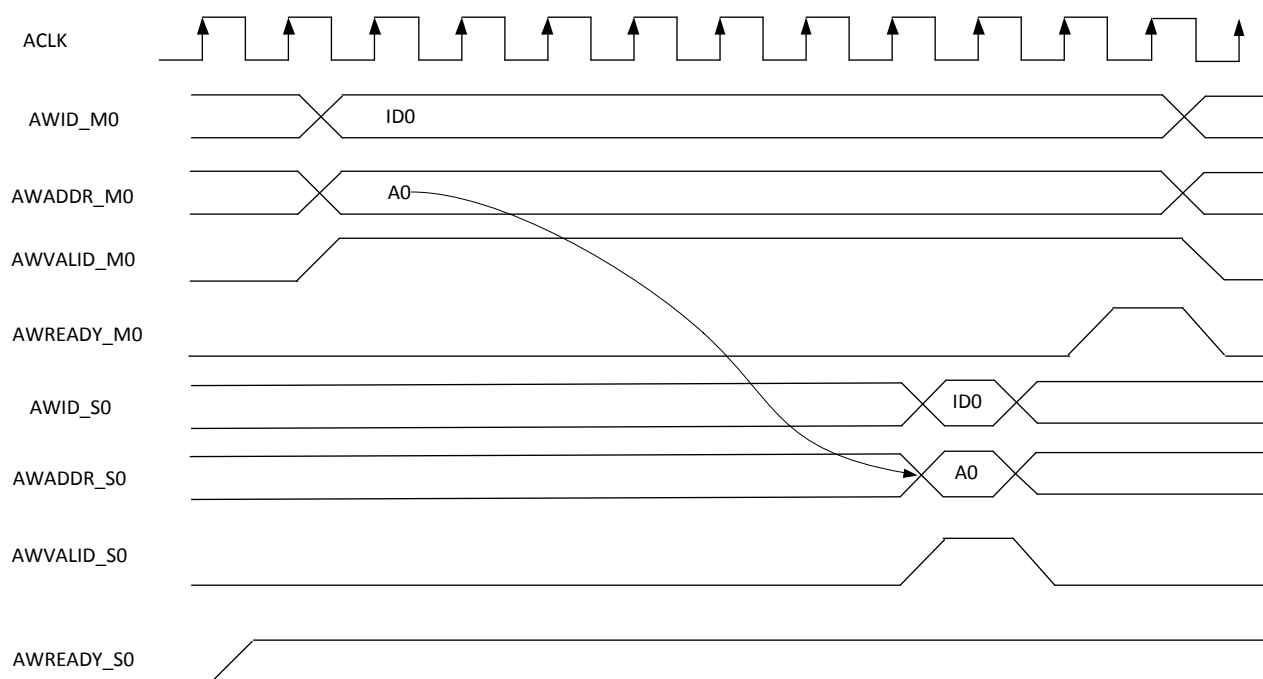 ACLK
AWID_M0 ID0
AWADDR_M0 A0
AWVALID_M0
AWREADY_M0
AWID_S0 ID0
AWADDR_S0 A0
AWVALID_S0
AWREADY_S0